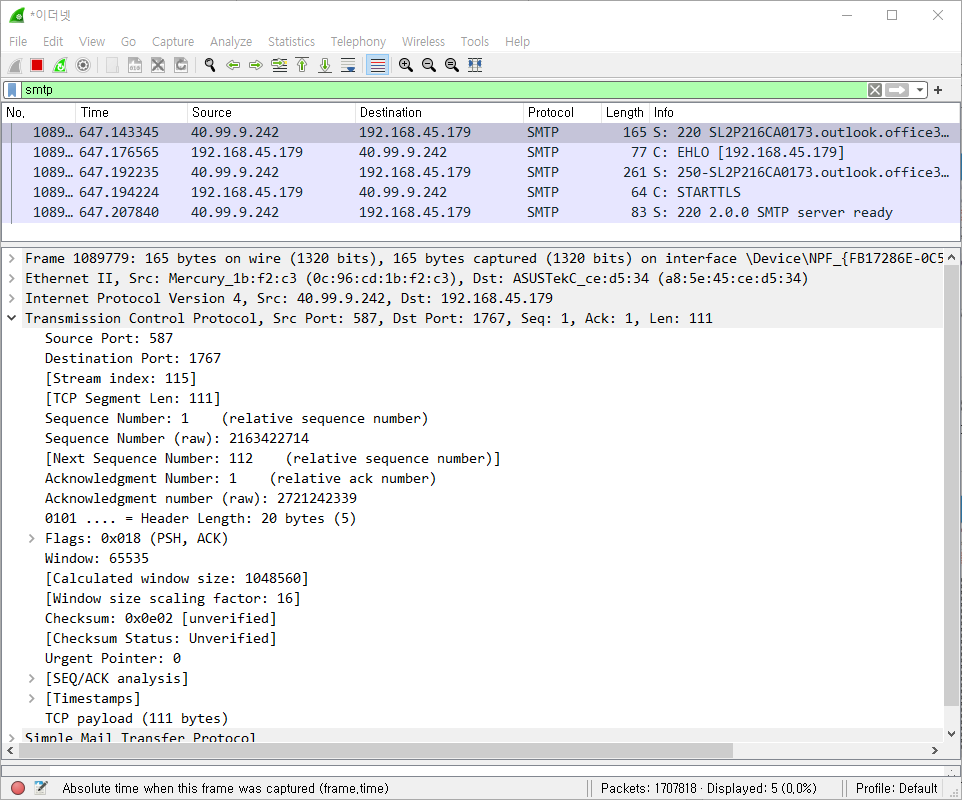 *이더넷
File Edit View Go Capture Analyze Statistics Telephony Wireless Tools Help
smtp
No. Time Source Destination Protocol Length Info
1089… 647.143345 40.99.9.242 192.168.45.179 SMTP 165 S: 220 SL2P216CA0173.outlook.office3…
1089… 647.176565 192.168.45.179 40.99.9.242 SMTP 77 C: EHLO [192.168.45.179]
1089… 647.192235 40.99.9.242 192.168.45.179 SMTP 261 S: 250-SL2P216CA0173.outlook.office3…
1089… 647.194224 192.168.45.179 40.99.9.242 SMTP 64 C: STARTTLS
1089… 647.207840 40.99.9.242 192.168.45.179 SMTP 83 S: 220 2.0.0 SMTP server ready
Frame 1089779: 165 bytes on wire (1320 bits), 165 bytes captured (1320 bits) on interface \Device\NPF_{FB17286E-0C5
Ethernet II, Src: Mercury_1b:f2:c3 (0c:96:cd:1b:f2:c3), Dst: ASUSTekC_ce:d5:34 (a8:5e:45:ce:d5:34)
Internet Protocol Version 4, Src: 40.99.9.242, Dst: 192.168.45.179
Transmission Control Protocol, Src Port: 587, Dst Port: 1767, Seq: 1, Ack: 1, Len: 111
Source Port: 587
Destination Port: 1767
[Stream index: 115]
[TCP Segment Len: 111]
Sequence Number: 1 (relative sequence number)
Sequence Number (raw): 2163422714
[Next Sequence Number: 112 (relative sequence number)]
Acknowledgment Number: 1 (relative ack number)
Acknowledgment number (raw): 2721242339
0101 .... = Header Length: 20 bytes (5)
Flags: 0x018 (PSH, ACK)
Window: 65535
[Calculated window size: 1048560]
[Window size scaling factor: 16]
Checksum: 0x0e02 [unverified]
[Checksum Status: Unverified]
Urgent Pointer: 0
[SEQ/ACK analysis]
[Timestamps]
TCP payload (111 bytes)
Simple Mail Transfer Protocol
Absolute time when this frame was captured (frame,time) Packets: 1707818 · Displayed: 5 (0,0%) Profile: Default